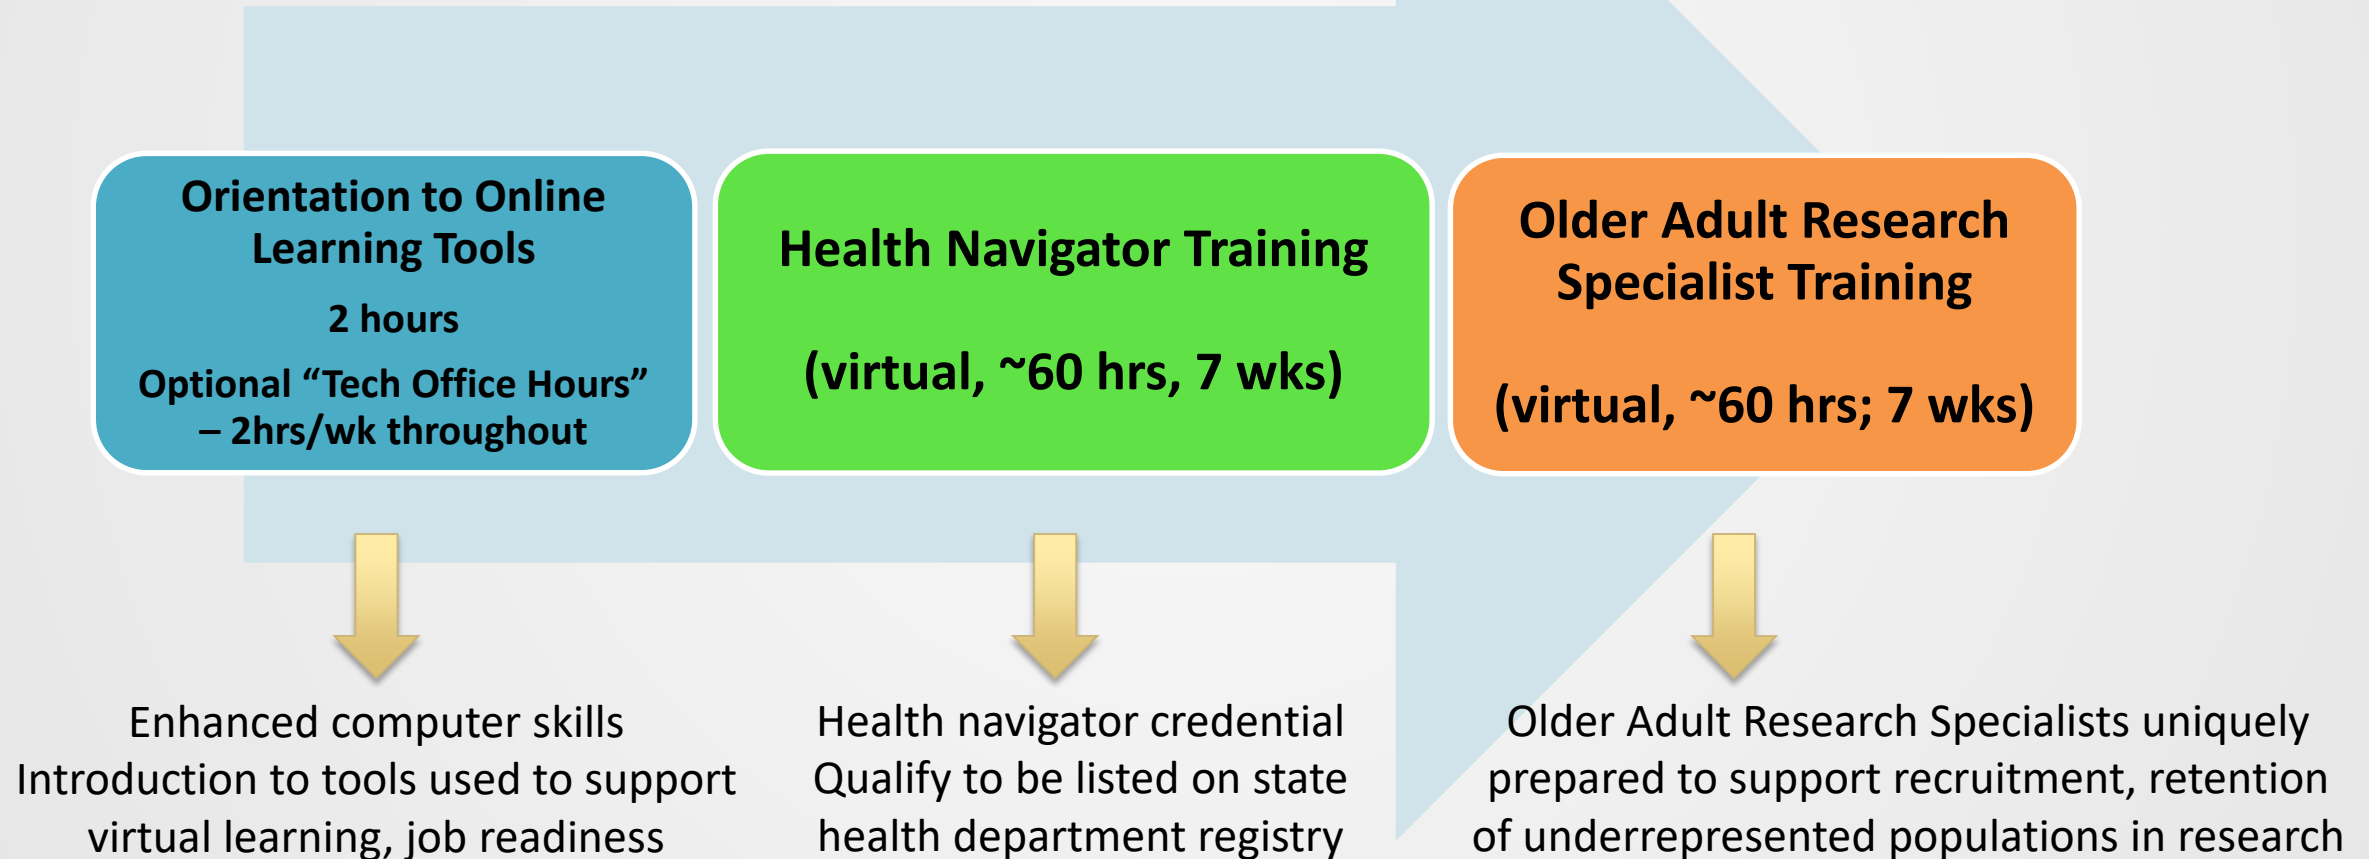 Orientation to Online
Learning Tools
2 hours
Optional “Tech Office Hours”
– 2hrs/wk throughout
Health Navigator Training
(virtual, ~60 hrs, 7 wks)
Older Adult Research
Specialist Training
(virtual, ~60 hrs; 7 wks)
Enhanced computer skills
Introduction to tools used to support
virtual learning, job readiness
Health navigator credential
Qualify to be listed on state
health department registry
Older Adult Research Specialists uniquely
prepared to support recruitment, retention
of underrepresented populations in research